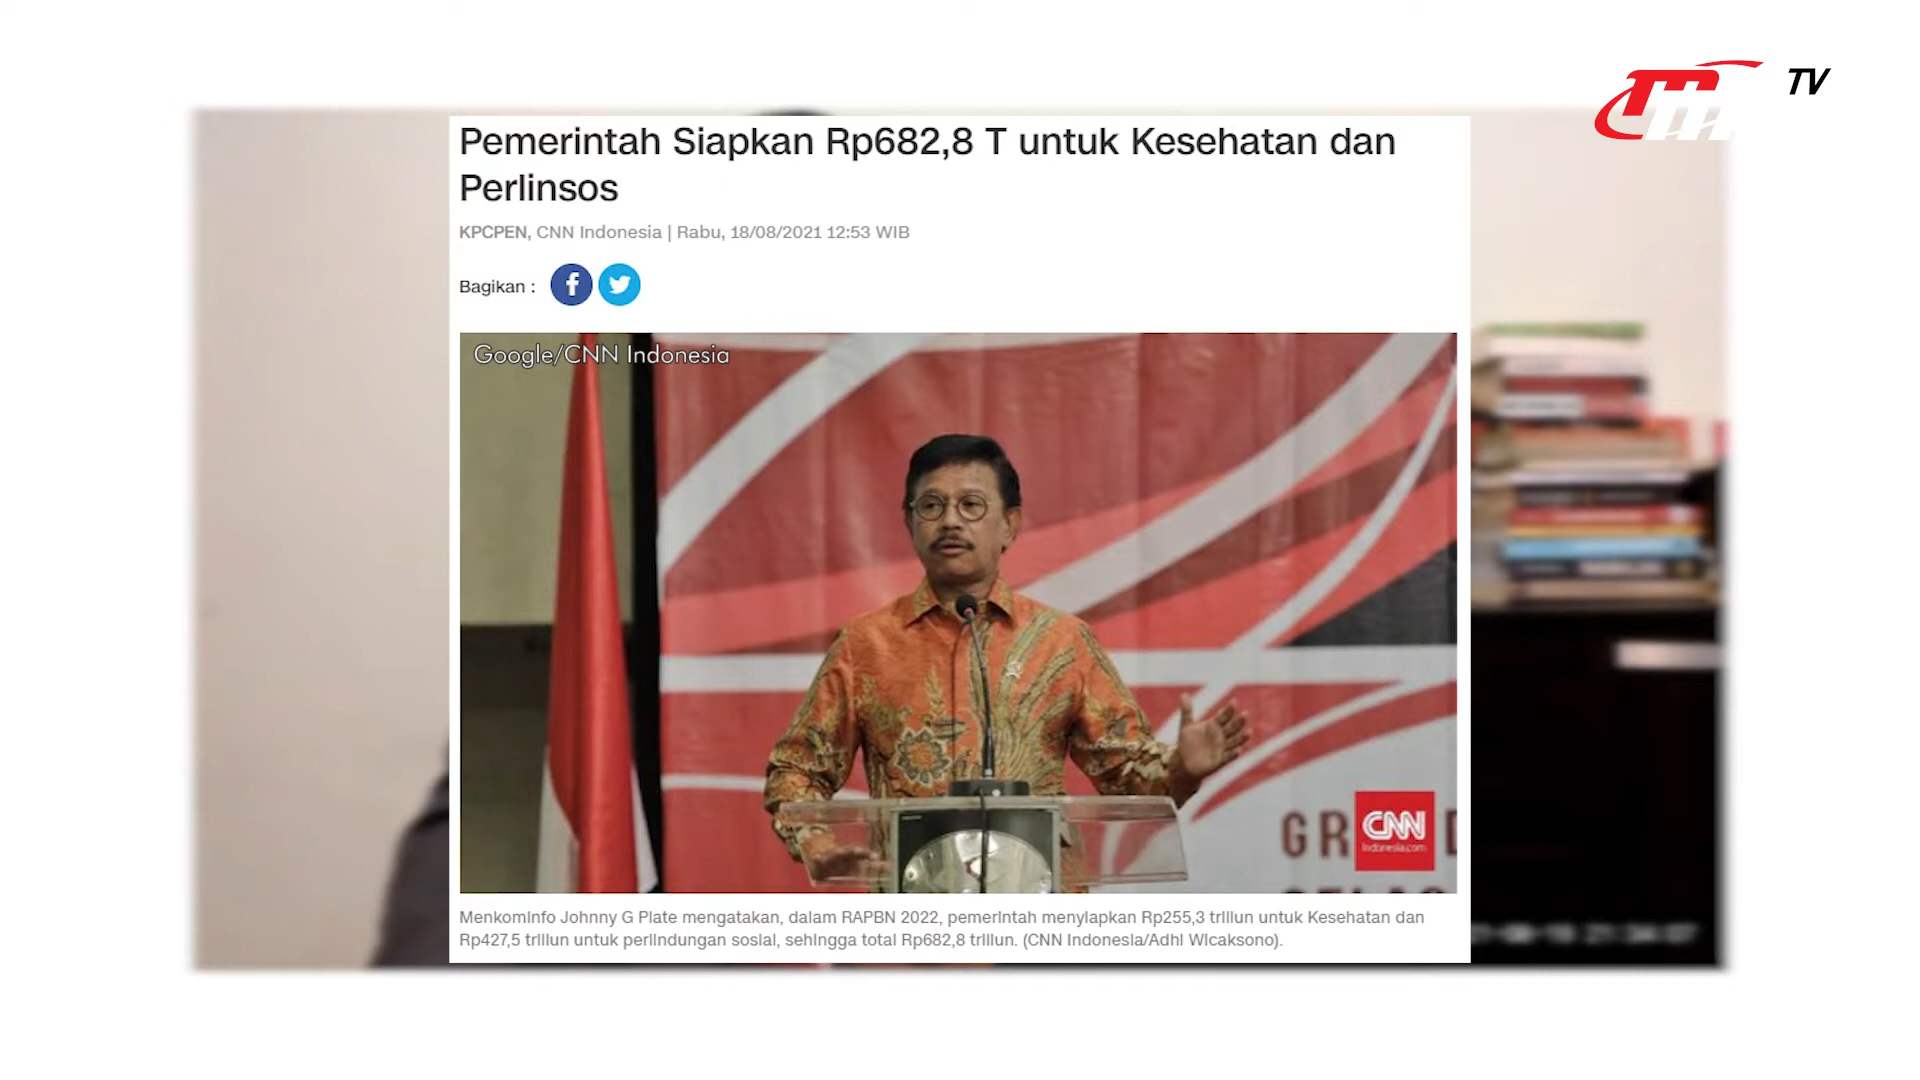 TV
Pemerintah Siapkan Rp682,8 T untuk Kesehatan dan
Perlinsos
KPCPEN, CNN Indonesia | Rabu, 18/08/2021 12:53 WIB
Bagikan :
Google/CNN Indonesia
CNN
Indonesia.com
Menkominfo Johnny G Plate mengatakan, dalam RAPBN 2022, pemerintah menyiapkan Rp255,3 triliun untuk Kesehatan dan
Rp427,5 triliun untuk perlindungan sosial, sehingga total Rp682,8 triliun. (CNN Indonesia/Adhi Wicaksono).